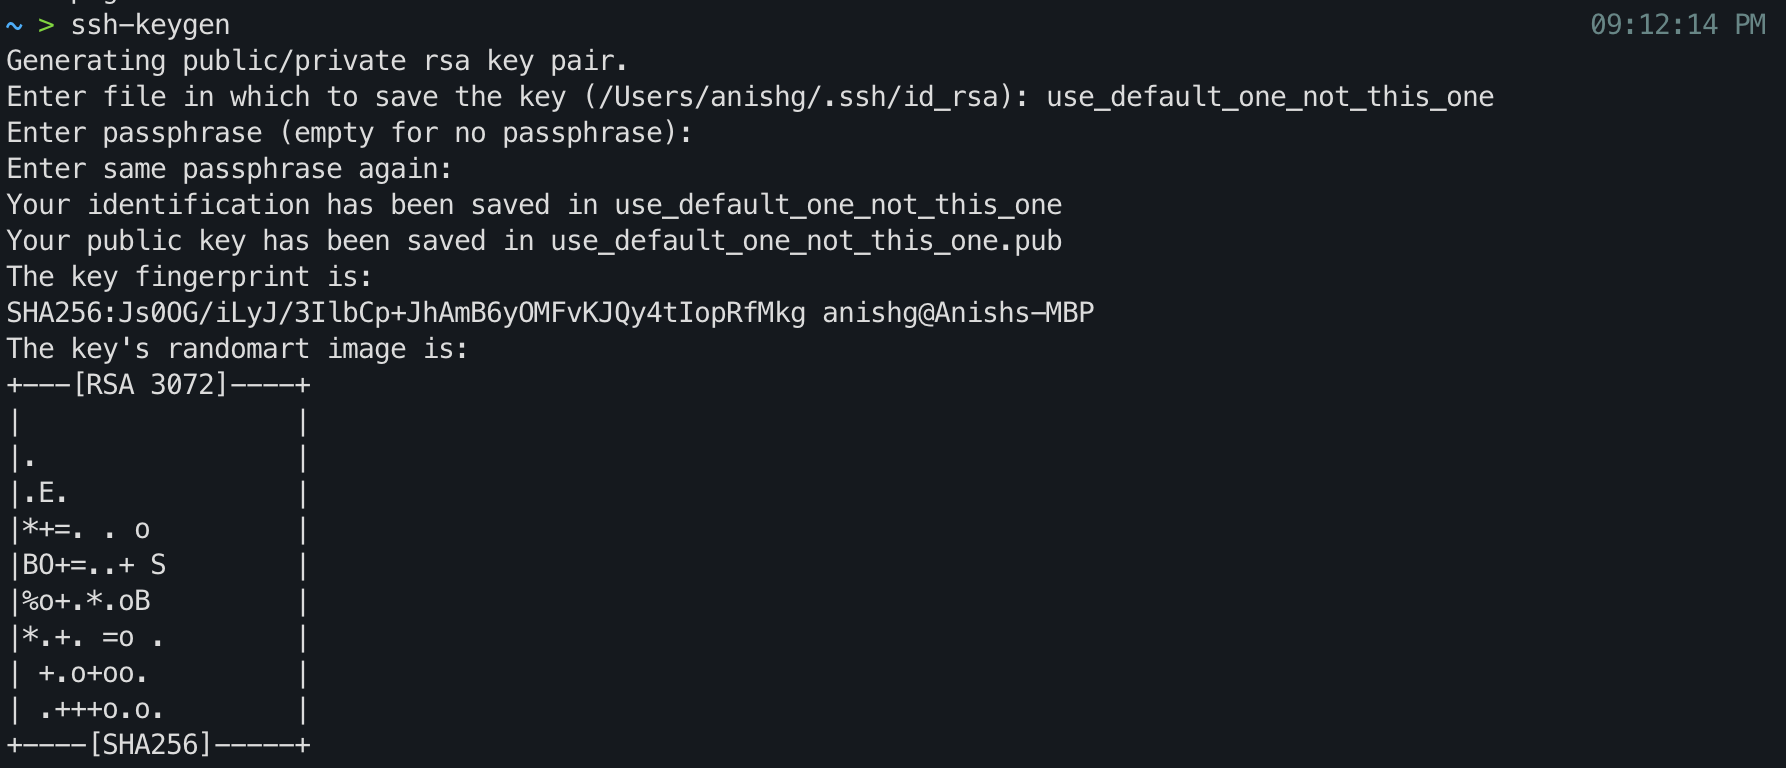 ~ > ssh-keygen 09:12:14 PM
Generating public/private rsa key pair.
Enter file in which to save the key (/Users/anishg/.ssh/id_rsa): use_default_one_not_this_one
Enter passphrase (empty for no passphrase):
Enter same passphrase again:
Your identification has been saved in use_default_one_not_this_one
Your public key has been saved in use_default_one_not_this_one.pub
The key fingerprint is:
SHA256:Js0OG/iLyJ/3IlbCp+JhAmB6yOMFvKJQy4tIopRfMkg anishg@Anishs-MBP
The key's randomart image is:
+---[RSA 3072]----+
|                 |
|.                |
|.E.              |
|*+=. . o         |
|BO+=..+ S        |
|%o+.*.oB         |
|*.+. =o .        |
| +.o+oo.         |
| .+++o.o.        |
+----[SHA256]-----+